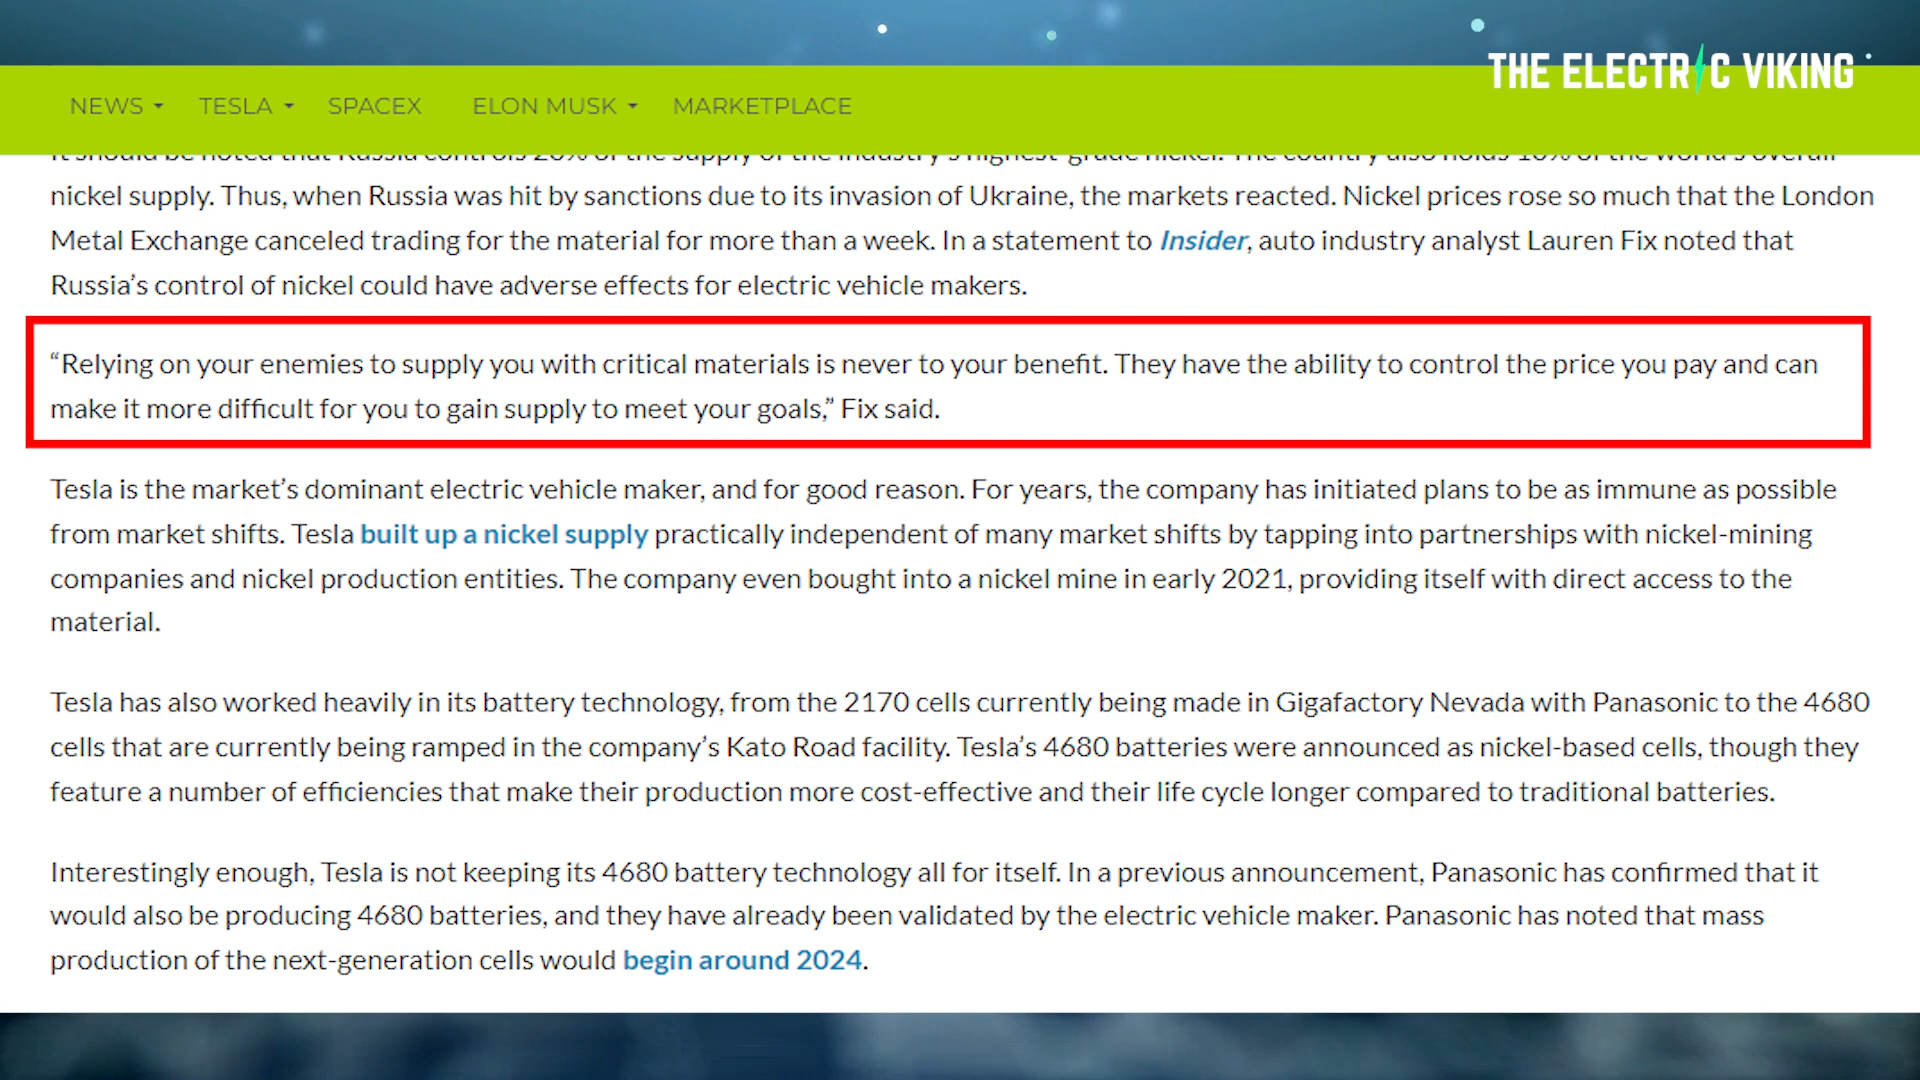 THE ELECTRIC VIKING
NEWS TESLA SPACEX ELON MUSK MARKETPLACE
It should be noted that Russia controls 20% of the supply of the industry's highest-grade nickel. The country also holds 10% of the world's overall
nickel supply. Thus, when Russia was hit by sanctions due to its invasion of Ukraine, the markets reacted. Nickel prices rose so much that the London
Metal Exchange canceled trading for the material for more than a week. In a statement to Insider, auto industry analyst Lauren Fix noted that
Russia’s control of nickel could have adverse effects for electric vehicle makers.
“Relying on your enemies to supply you with critical materials is never to your benefit. They have the ability to control the price you pay and can
make it more difficult for you to gain supply to meet your goals,” Fix said.
Tesla is the market’s dominant electric vehicle maker, and for good reason. For years, the company has initiated plans to be as immune as possible
from market shifts. Tesla built up a nickel supply practically independent of many market shifts by tapping into partnerships with nickel-mining
companies and nickel production entities. The company even bought into a nickel mine in early 2021, providing itself with direct access to the
material.
Tesla has also worked heavily in its battery technology, from the 2170 cells currently being made in Gigafactory Nevada with Panasonic to the 4680
cells that are currently being ramped in the company’s Kato Road facility. Tesla’s 4680 batteries were announced as nickel-based cells, though they
feature a number of efficiencies that make their production more cost-effective and their life cycle longer compared to traditional batteries.
Interestingly enough, Tesla is not keeping its 4680 battery technology all for itself. In a previous announcement, Panasonic has confirmed that it
would also be producing 4680 batteries, and they have already been validated by the electric vehicle maker. Panasonic has noted that mass
production of the next-generation cells would begin around 2024.